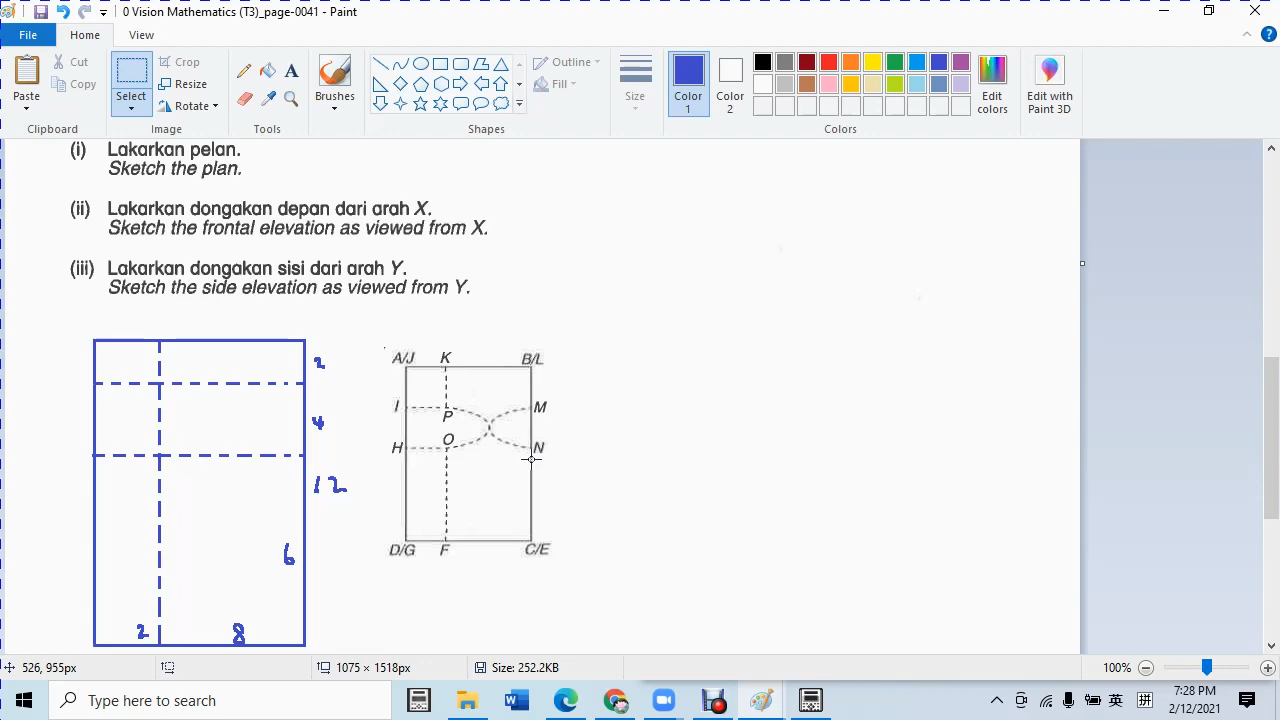 0 Vision Mathematics (T3)_page-0041 - Paint
File Home View
Paste
Select
Cut
Copy
Crop
Resize
Rotate
Brushes
Outline
Fill
Size
Color 1
Color 2
Edit colors
Edit with Paint 3D
Clipboard Image Tools Shapes Colors
(i) Lakarkan pelan.
Sketch the plan.
(ii) Lakarkan dongakan depan dari arah X.
Sketch the frontal elevation as viewed from X.
(iii) Lakarkan dongakan sisi dari arah Y.
Sketch the side elevation as viewed from Y.
2
4
12
6
2 8
A/J K B/L
I P M
H O N
D/G F C/E
526, 955px 1075 × 1518px Size: 252.2KB 100%
Type here to search
英 拼
7:28 PM
2/12/2021